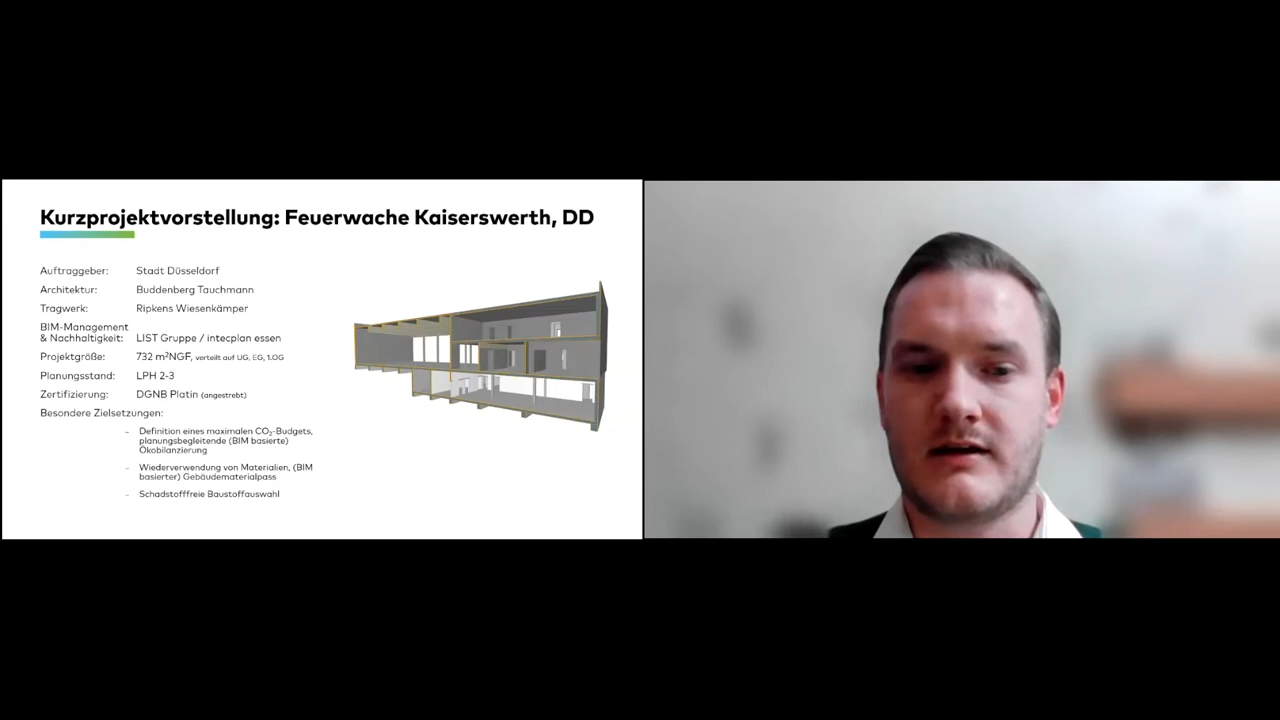 Kurzprojektvorstellung: Feuerwache Kaiserswerth, DD
Auftraggeber: Stadt Düsseldorf
Architektur: Buddenberg Tauchmann
Tragwerk: Ripkens Wiesenkämper
BIM-Management
& Nachhaltigkeit: LIST Gruppe / intecplan essen
Projektgröße: 732 m²NGF, verteilt auf UG, EG, 1.OG
Planungsstand: LPH 2-3
Zertifizierung: DGNB Platin (angestrebt)
Besondere Zielsetzungen:
– Definition eines maximalen CO₂-Budgets,
planungsbegleitende (BIM basierte)
Ökobilanzierung
– Wiederverwendung von Materialien, (BIM
basierter) Gebäudematerialpass
– Schadstofffreie Baustoffauswahl